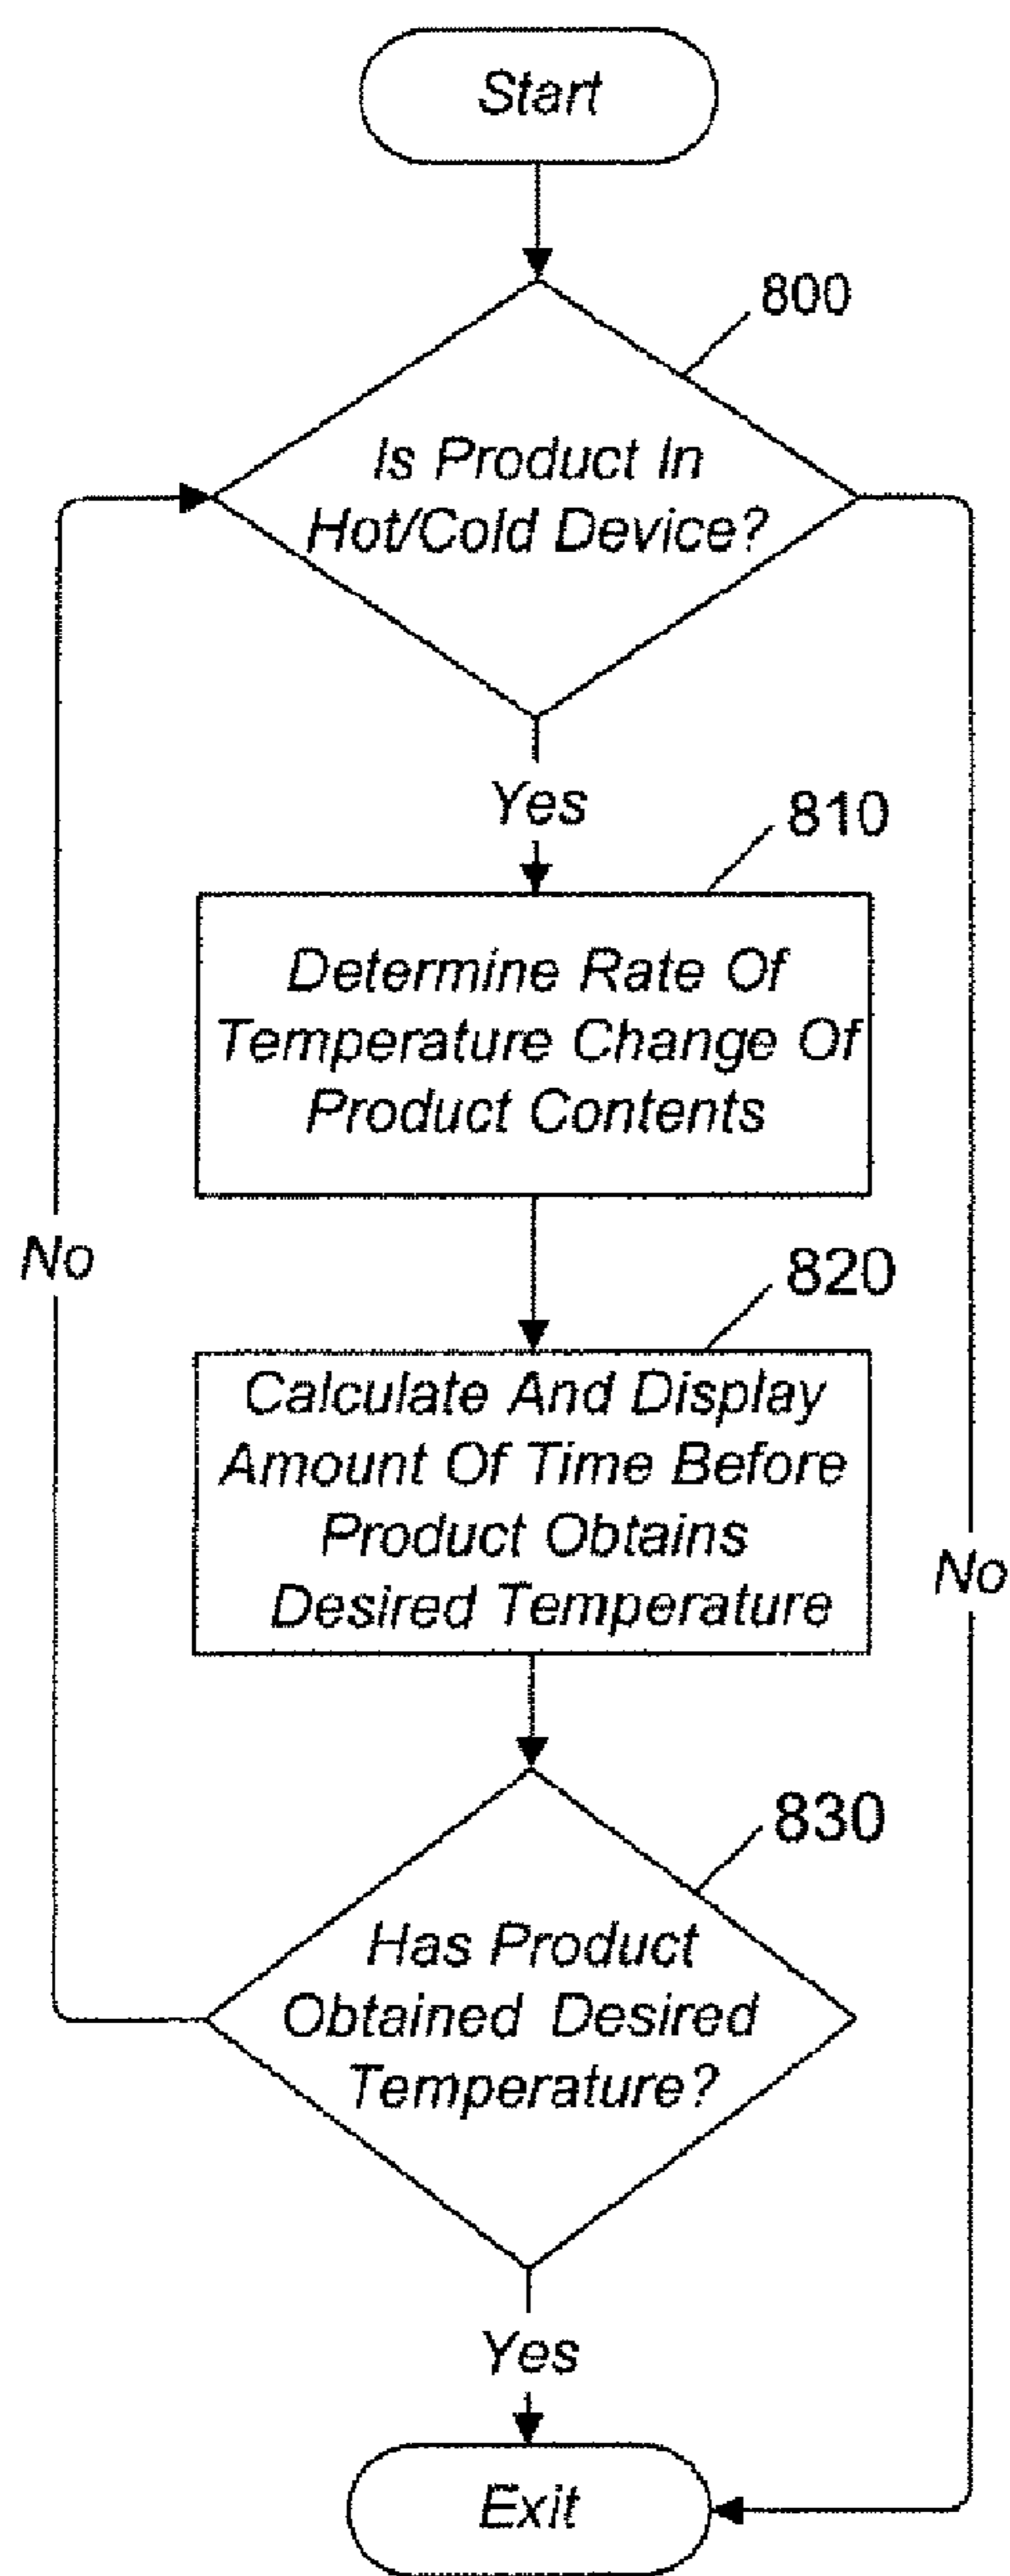 Start
800
Is Product In
Hot/Cold Device?
Yes
810
Determine Rate Of
Temperature Change Of
Product Contents
No
820
Calculate And Display
Amount Of Time Before
Product Obtains
Desired Temperature
No
830
Has Product
Obtained Desired
Temperature?
Yes
Exit